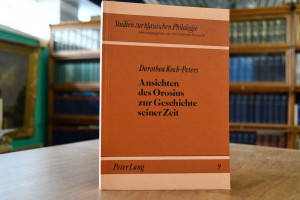 Studien zur klassischen Philologie
Dorothea Koch-Peters
Ansichten
des Orosius
zur Geschichte
seiner Zeit
Peter Lang
9